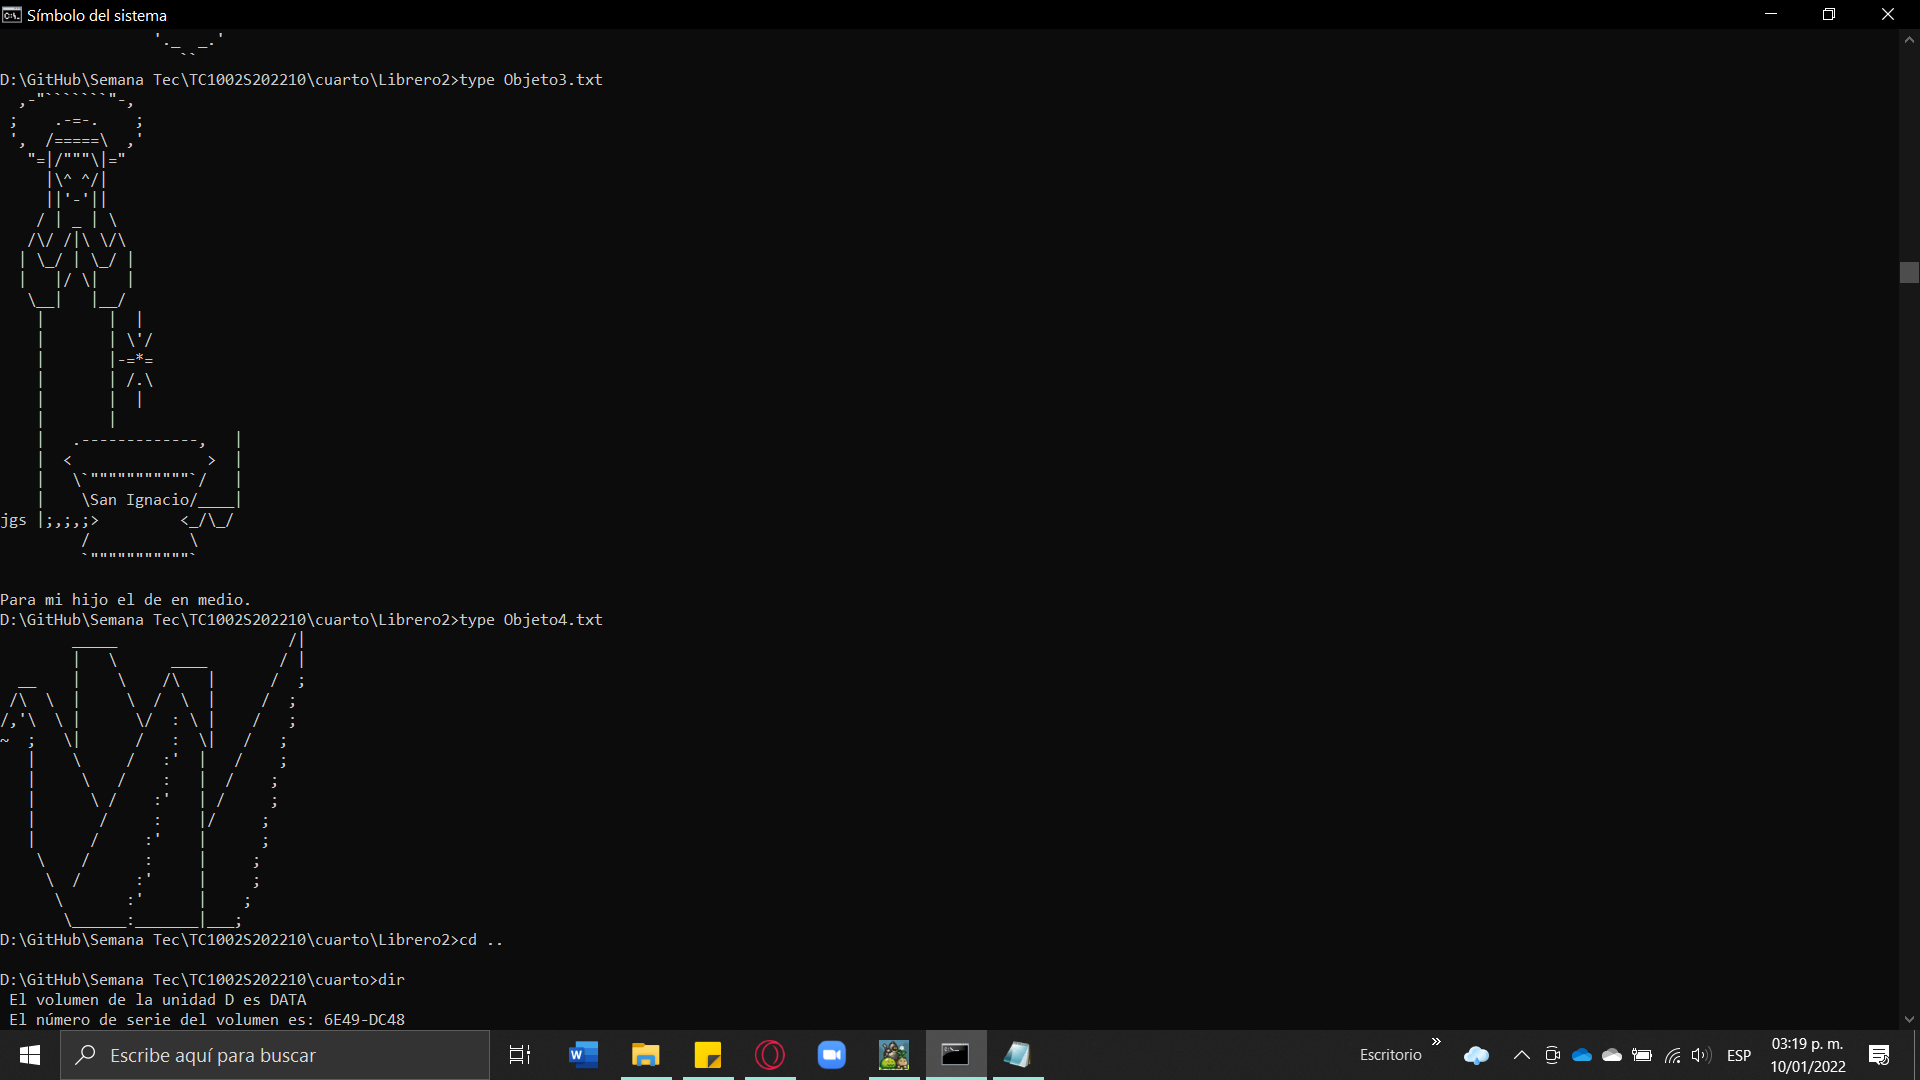 Símbolo del sistema
D:\GitHub\Semana Tec\TC1002S202210\cuarto\Librero2>type Objeto3.txt
San Ignacio
jgs
Para mi hijo el de en medio.
D:\GitHub\Semana Tec\TC1002S202210\cuarto\Librero2>type Objeto4.txt
D:\GitHub\Semana Tec\TC1002S202210\cuarto\Librero2>cd ..
D:\GitHub\Semana Tec\TC1002S202210\cuarto>dir
El volumen de la unidad D es DATA
El número de serie del volumen es: 6E49-DC48
Escribe aquí para buscar
Escritorio
ESP
03:19 p. m.
10/01/2022